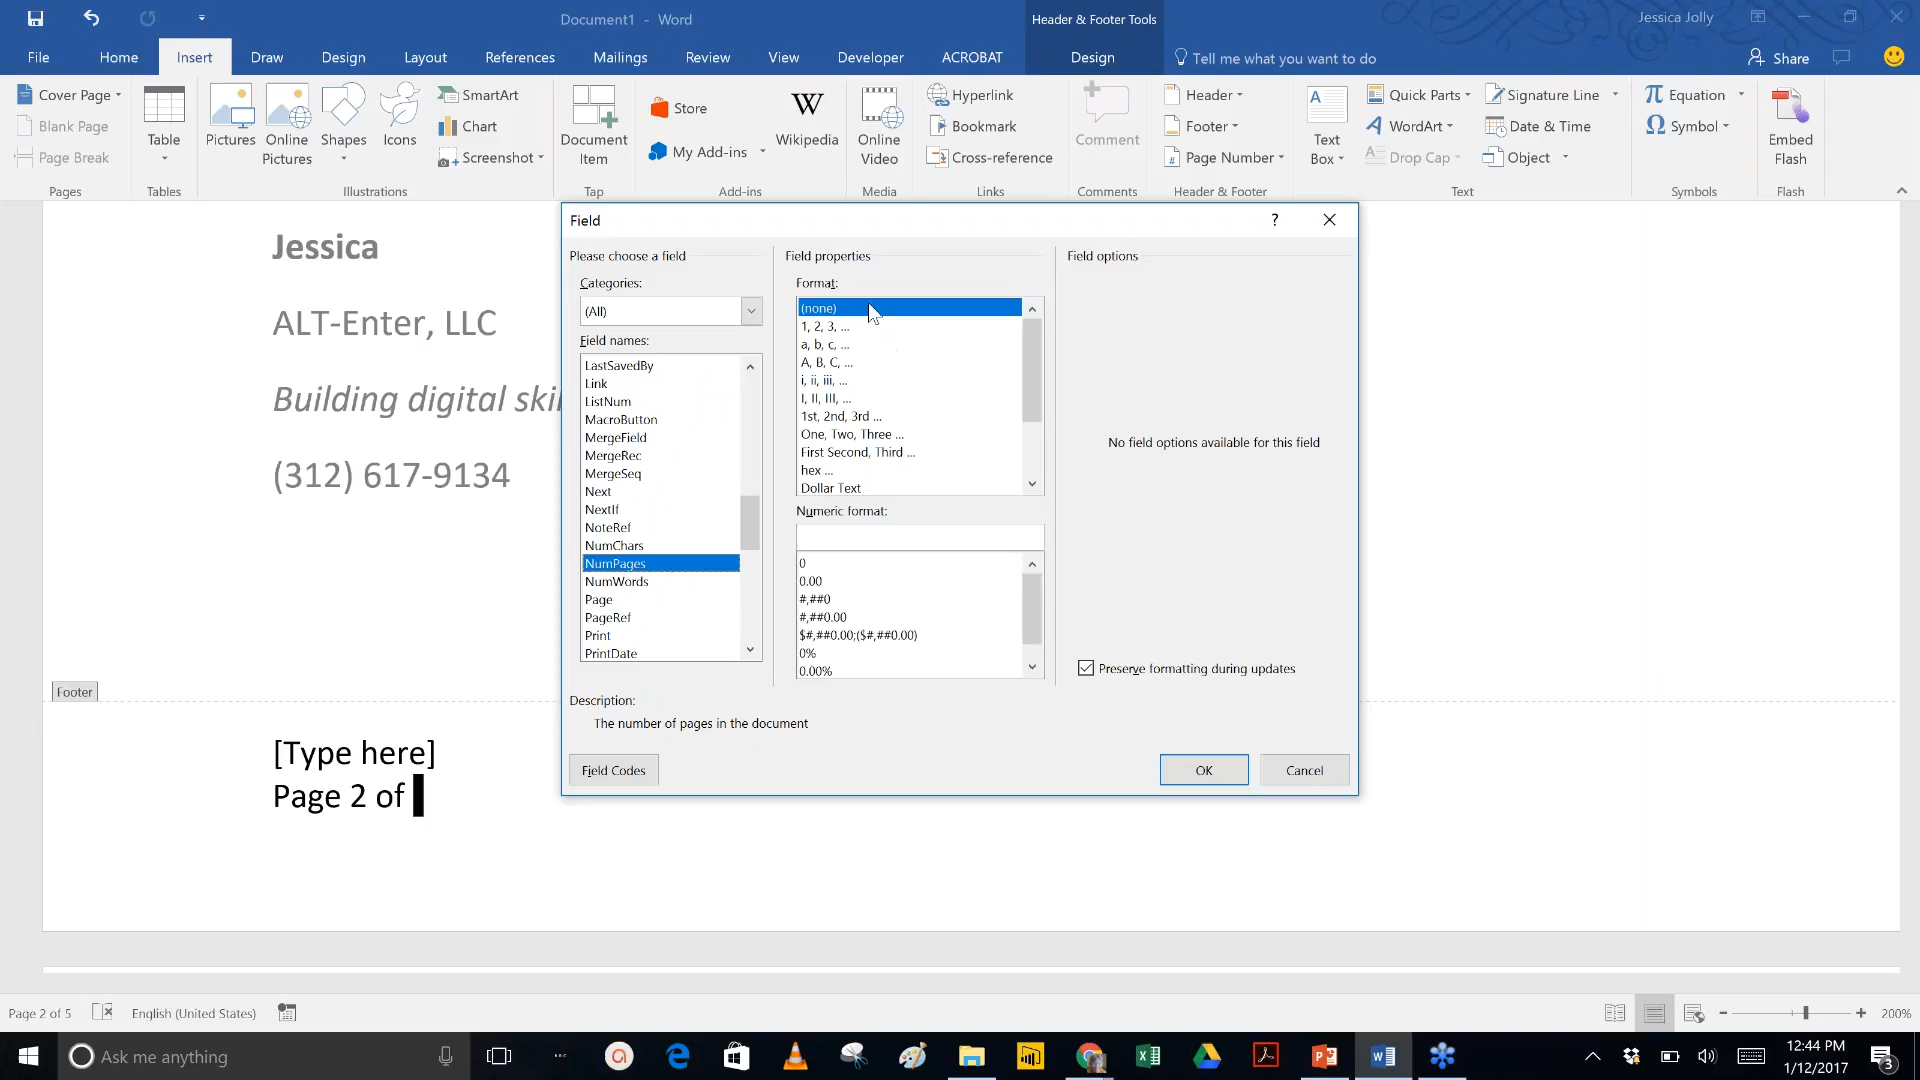 Document1 - Word
Header & Footer Tools
Jessica Jolly
File
Home
Insert
Draw
Design
Layout
References
Mailings
Review
View
Developer
ACROBAT
Design
Tell me what you want to do
Share
Cover Page
Blank Page
Page Break
Pages
Table
Tables
Pictures
Online
Pictures
Shapes
Icons
SmartArt
Chart
Screenshot
Illustrations
Document
Item
Tap
Store
My Add-ins
W
Wikipedia
Add-ins
Online
Video
Media
Hyperlink
Bookmark
Cross-reference
Links
Comment
Comments
Header
Footer
Page Number
Header & Footer
Text
Box
Quick Parts
WordArt
Drop Cap
Signature Line
Date & Time
Object
Text
Equation
Symbol
Symbols
Embed
Flash
Flash
Jessica
ALT-Enter, LLC
Building digital skil
(312) 617-9134
Footer
[Type here]
Page 2 of
Field
?
Please choose a field
Categories:
(All)
Field names:
LastSavedBy
Link
ListNum
MacroButton
MergeField
MergeRec
MergeSeq
Next
NextIf
NoteRef
NumChars
NumPages
NumWords
Page
PageRef
Print
PrintDate
Field properties
Format:
(none)
1, 2, 3, ...
a, b, c, ...
A, B, C, ...
i, ii, iii, ...
I, II, III, ...
1st, 2nd, 3rd ...
One, Two, Three ...
First Second, Third ...
hex ...
Dollar Text
Numeric format:
0
0.00
#,##0
#,##0.00
$#,##0.00;($#,##0.00)
0%
0.00%
Field options
No field options available for this field
Preserve formatting during updates
Description:
The number of pages in the document
Field Codes
OK
Cancel
Page 2 of 5
English (United States)
200%
Ask me anything
12:44 PM
1/12/2017
3